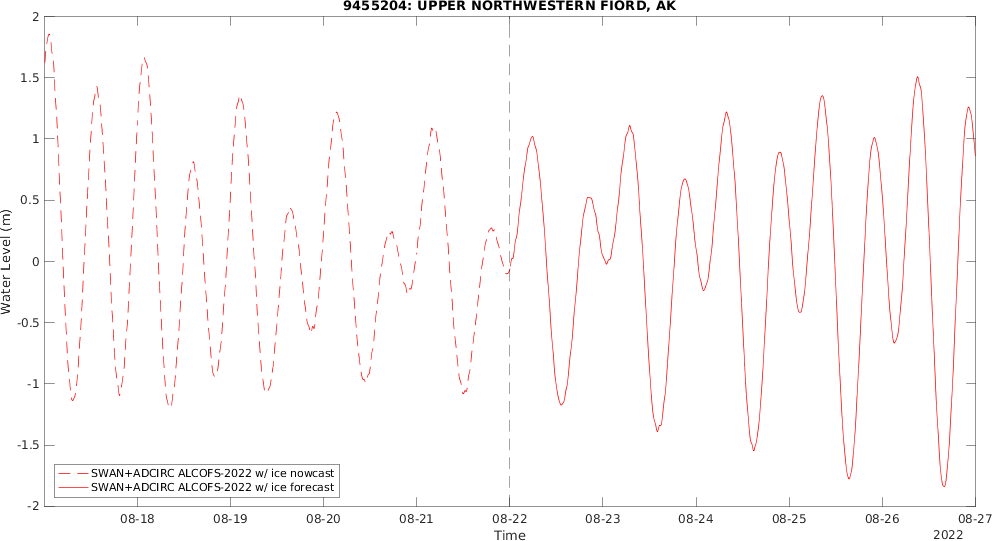 9455204: UPPER NORTHWESTERN FIORD, AK
2
1.5
1
0.5
0
-0.5
-1
-1.5
-2
Water Level (m)
SWAN+ADCIRC ALCOFS-2022 w/ ice nowcast
SWAN+ADCIRC ALCOFS-2022 w/ ice forecast
08-18 08-19 08-20 08-21 08-22 08-23 08-24 08-25 08-26 08-27
Time
2022